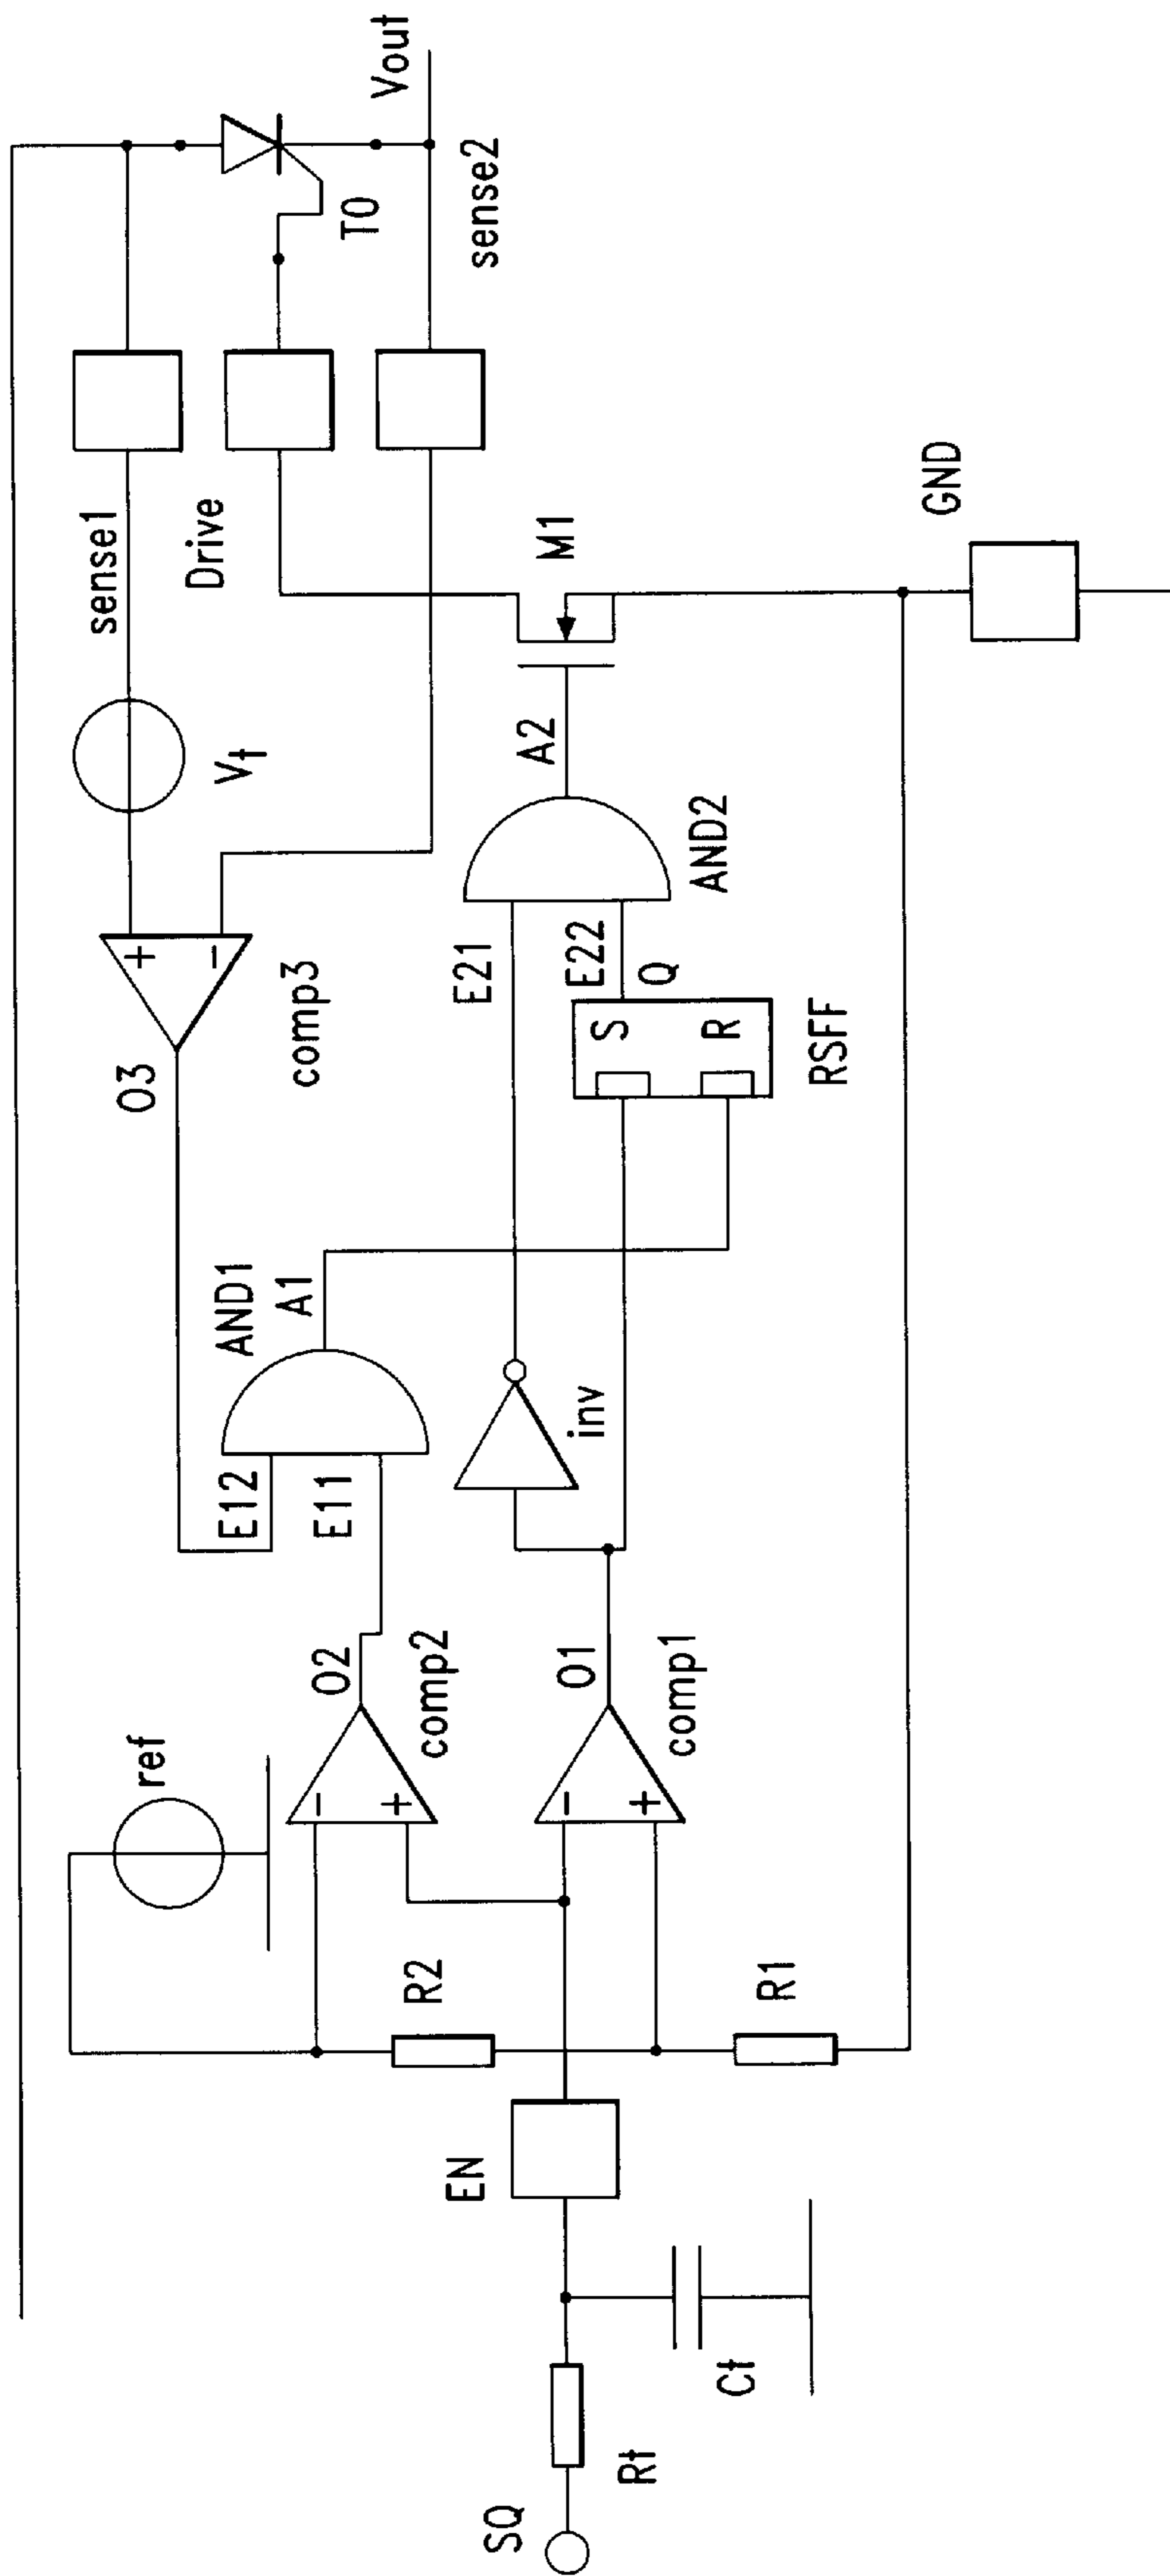 SQ
Rt
Ct
EN
R2
R1
ref
-
+
comp2
O2
-
+
comp1
O1
E12
E11
AND1
A1
inv
O3
+
-
comp3
Vt
sense1
Drive
E21
E22
Q
S
R
RSFF
AND2
A2
M1
GND
T0
sense2
Vout